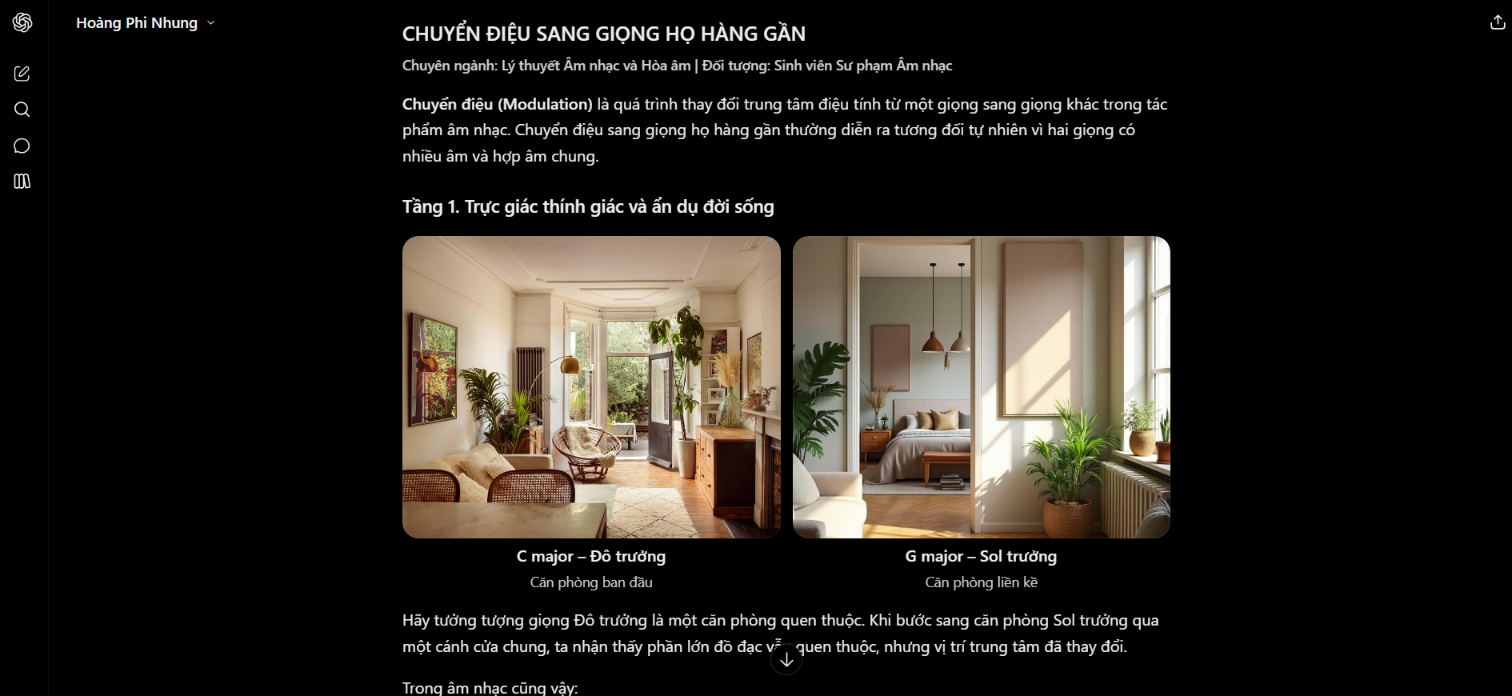 Hoàng Phi Nhung
CHUYỂN ĐIỆU SANG GIỌNG HỌ HÀNG GẦN
Chuyên ngành: Lý thuyết Âm nhạc và Hòa âm | Đối tượng: Sinh viên Sư phạm Âm nhạc
Chuyển điệu (Modulation) là quá trình thay đổi trung tâm điệu tính từ một giọng sang giọng khác trong tác
phẩm âm nhạc. Chuyển điệu sang giọng họ hàng gần thường diễn ra tương đối tự nhiên vì hai giọng có
nhiều âm và hợp âm chung.
Tầng 1. Trực giác thính giác và ẩn dụ đời sống
C major – Đô trưởng
Căn phòng ban đầu
G major – Sol trưởng
Căn phòng liền kề
Hãy tưởng tượng giọng Đô trưởng là một căn phòng quen thuộc. Khi bước sang căn phòng Sol trưởng qua
một cánh cửa chung, ta nhận thấy phần lớn đồ đạc vẫn quen thuộc, nhưng vị trí trung tâm đã thay đổi.
Trong âm nhạc cũng vậy: